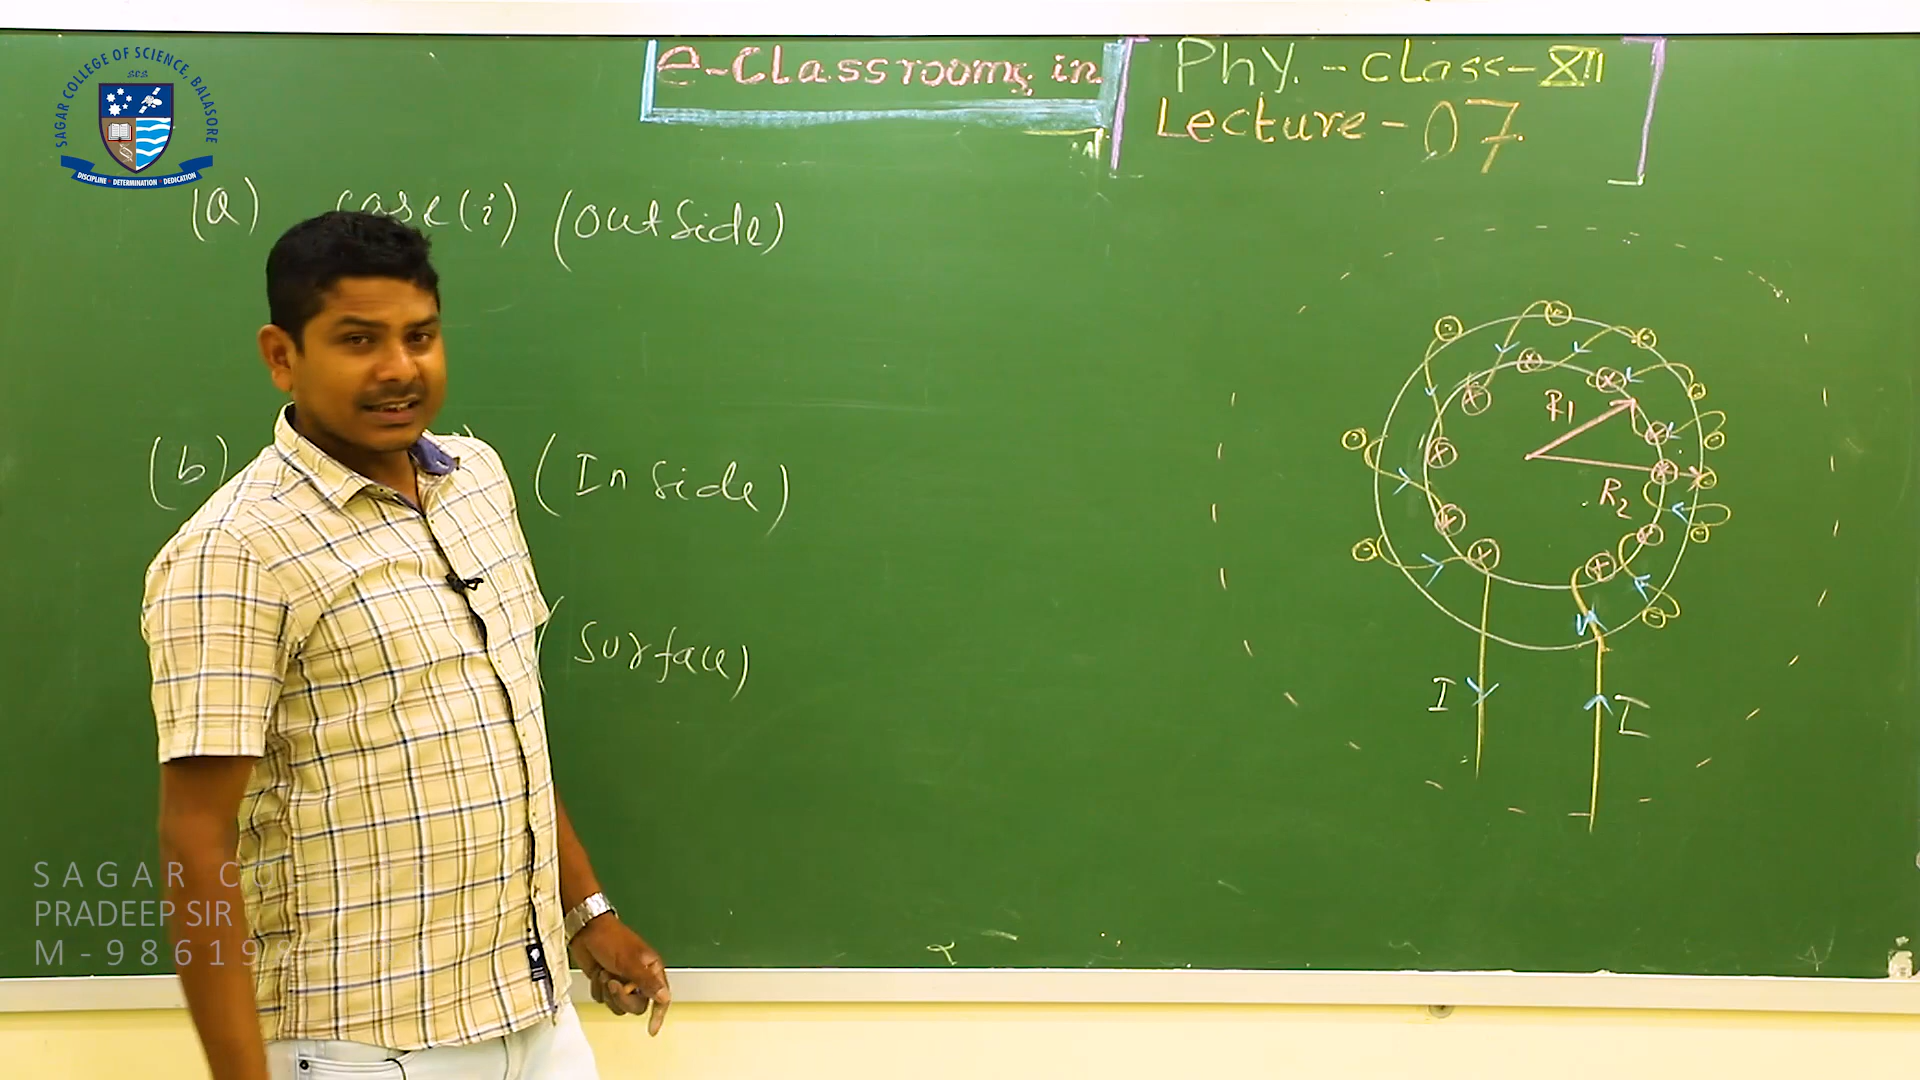 SAGAR COLLEGE OF SCIENCE, BALASORE
S.C.S.
DISCIPLINE - DETERMINATION - DEDICATION
e-Classrooms in
Phy. - class - XII
Lecture - 07
(a) case(i) (outside)
(b) (Inside)
(Surface)
R1
R2
I
I
SAGAR
PRADEEP SIR
M-986198